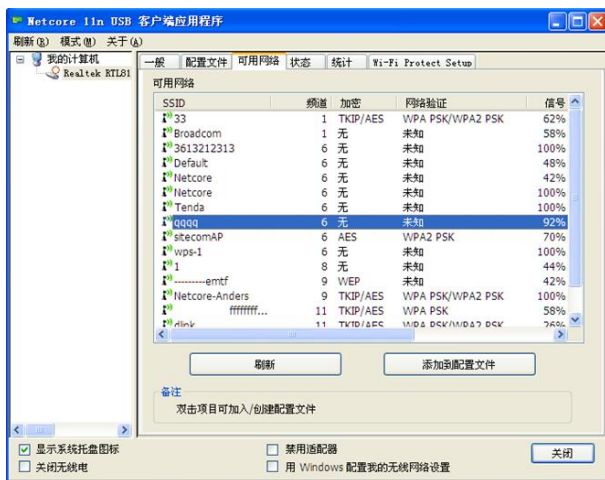 Netcore 11n USB 客户端应用程序
刷新(R) 模式(M) 关于(A)
我的计算机
Realtek RTL81
一般 配置文件 可用网络 状态 统计 Wi-Fi Protect Setup
可用网络
SSID 频道 加密 网络验证 信号
33 1 TKIP/AES WPA PSK/WPA2 PSK 62%
Broadcom 1 无 未知 58%
3613212313 6 无 未知 100%
Default 6 无 未知 48%
Netcore 6 无 未知 42%
Netcore 6 无 未知 100%
Tenda 6 无 未知 100%
qqqq 6 无 未知 92%
sitecomAP 6 AES WPA2 PSK 70%
wps-1 6 无 未知 100%
1 8 无 未知 44%
---------emtf 9 WEP 未知 42%
Netcore-Anders 9 TKIP/AES WPA PSK/WPA2 PSK 100%
ffffffff... 11 TKIP/AES WPA PSK 58%
dlink 11 TKIP/AES WPA PSK/WPA2 PSK 26%
刷新 添加到配置文件
备注
双击项目可加入/创建配置文件
显示系统托盘图标 禁用适配器 关闭
关闭无线电 用 Windows 配置我的无线网络设置